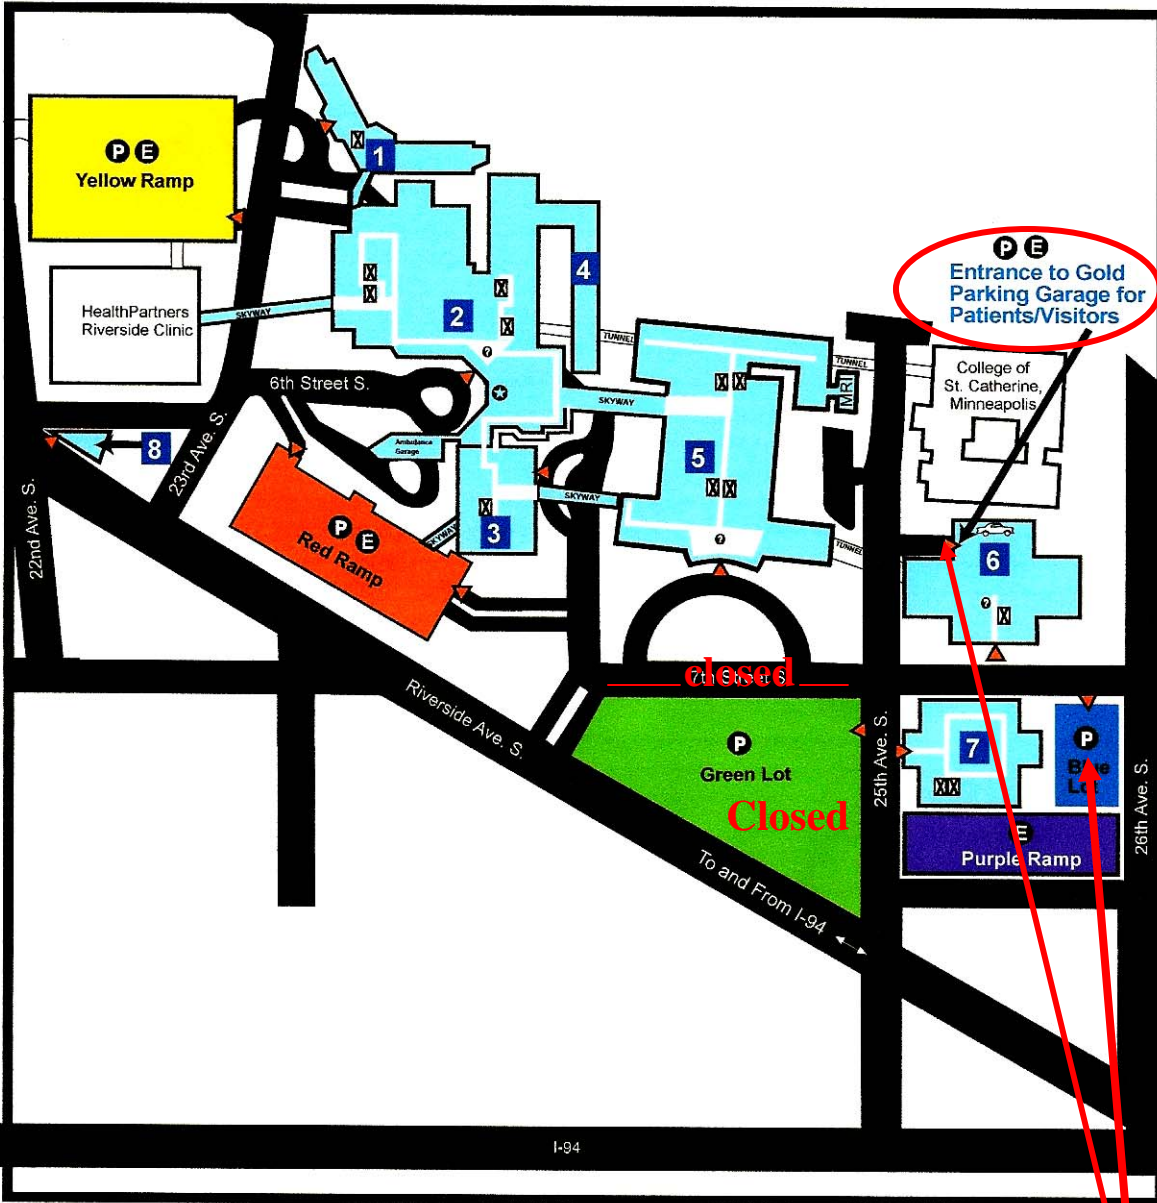 P E
Yellow Ramp
1
HealthPartners
Riverside Clinic
SKYWAY
2
4
P E
Entrance to Gold
Parking Garage for
Patients/Visitors
TUNNEL
TUNNEL
College of
St. Catherine,
Minneapolis
MRI
6th Street S.
SKYWAY
Ambulance
Garage
8
23rd Ave. S.
5
SKYWAY
3
SKYWAY
P E
Red Ramp
22nd Ave. S.
?
?
TUNNEL
6
?
closed
7th Street S.
Riverside Ave. S.
P
Green Lot
Closed
25th Ave. S.
7
P
Blue
Lot
E
Purple Ramp
26th Ave. S.
To and From I-94
I-94